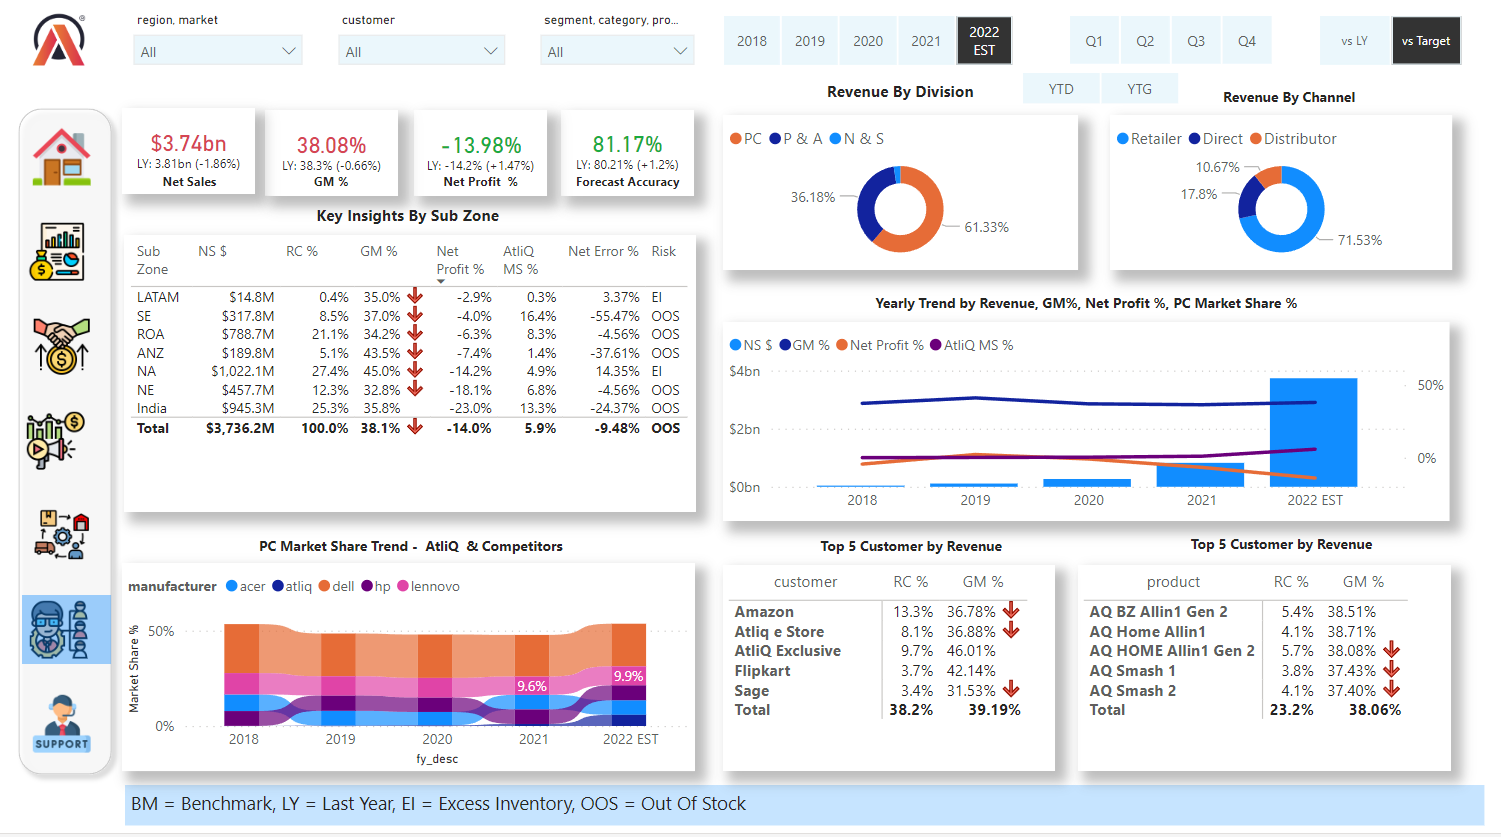 region, market
customer
segment, category, pro...
All
All
All
2018
2019
2020
2021
2022 EST
Q1
Q2
Q3
Q4
vs LY
vs Target
YTD
YTG
$3.74bn
LY: 3.81bn (-1.86%)
Net Sales
38.08%
LY: 38.3% (-0.66%)
GM %
-13.98%
LY: -14.2% (+1.47%)
Net Profit %
81.17%
LY: 80.21% (+1.2%)
Forecast Accuracy
Revenue By Division
PC P & A N & S
36.18%
61.33%
Revenue By Channel
Retailer Direct Distributor
10.67%
17.8%
71.53%
Key Insights By Sub Zone
Sub Zone NS $ RC % GM % Net Profit % AtliQ MS % Net Error % Risk
LATAM $14.8M 0.4% 35.0% -2.9% 0.3% 3.37% EI
SE $317.8M 8.5% 37.0% -4.0% 16.4% -55.47% OOS
ROA $788.7M 21.1% 34.2% -6.3% 8.3% -4.56% OOS
ANZ $189.8M 5.1% 43.5% -7.4% 1.4% -37.61% OOS
NA $1,022.1M 27.4% 45.0% -14.2% 4.9% 14.35% EI
NE $457.7M 12.3% 32.8% -18.1% 6.8% -4.56% OOS
India $945.3M 25.3% 35.8% -23.0% 13.3% -24.37% OOS
Total $3,736.2M 100.0% 38.1% -14.0% 5.9% -9.48% OOS
Yearly Trend by Revenue, GM%, Net Profit %, PC Market Share %
NS $ GM % Net Profit % AtliQ MS %
$4bn
$2bn
$0bn
50%
0%
2018 2019 2020 2021 2022 EST
PC Market Share Trend - AtliQ & Competitors
manufacturer acer atliq dell hp lennovo
Market Share %
50%
0%
9.6%
9.9%
2018 2019 2020 2021 2022 EST
fy_desc
Top 5 Customer by Revenue
customer RC % GM %
Amazon 13.3% 36.78%
Atliq e Store 8.1% 36.88%
AtliQ Exclusive 9.7% 46.01%
Flipkart 3.7% 42.14%
Sage 3.4% 31.53%
Total 38.2% 39.19%
Top 5 Customer by Revenue
product RC % GM %
AQ BZ Allin1 Gen 2 5.4% 38.51%
AQ Home Allin1 4.1% 38.71%
AQ HOME Allin1 Gen 2 5.7% 38.08%
AQ Smash 1 3.8% 37.43%
AQ Smash 2 4.1% 37.40%
Total 23.2% 38.06%
SUPPORT
BM = Benchmark, LY = Last Year, EI = Excess Inventory, OOS = Out Of Stock